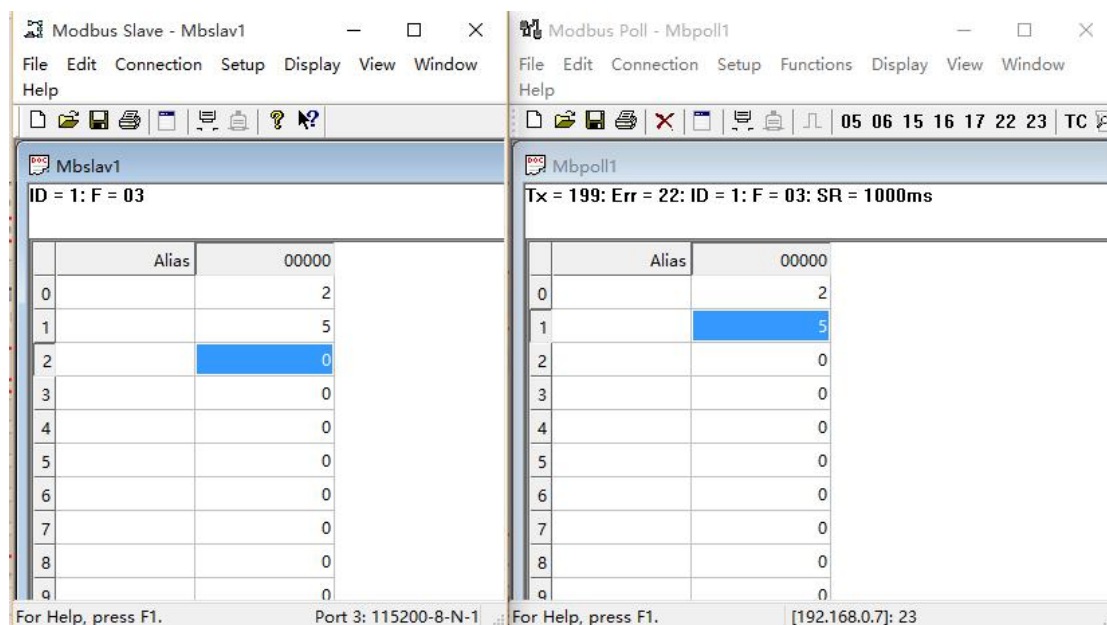 Modbus Slave - Mbslav1
File Edit Connection Setup Display View Window
Help
Mbslav1
ID = 1: F = 03
Alias 00000
0 2
1 5
2 0
3 0
4 0
5 0
6 0
7 0
8 0
9 0
For Help, press F1. Port 3: 115200-8-N-1
Modbus Poll - Mbpoll1
File Edit Connection Setup Functions Display View Window
Help
05 06 15 16 17 22 23 TC
Mbpoll1
Tx = 199: Err = 22: ID = 1: F = 03: SR = 1000ms
Alias 00000
0 2
1 5
2 0
3 0
4 0
5 0
6 0
7 0
8 0
9 0
For Help, press F1. [192.168.0.7]: 23